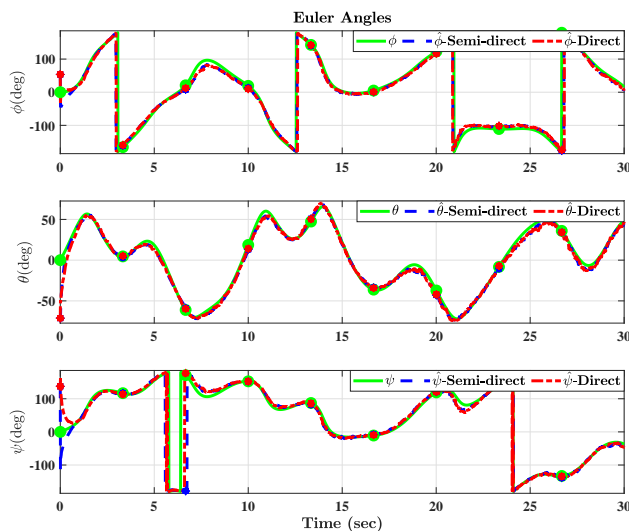 Euler Angles
ϕ ϕ̂-Semi-direct ϕ̂-Direct
ϕ(deg)
100
0
-100
0 5 10 15 20 25 30
θ θ̂-Semi-direct θ̂-Direct
θ(deg)
50
0
-50
0 5 10 15 20 25 30
ψ ψ̂-Semi-direct ψ̂-Direct
ψ(deg)
100
0
-100
0 5 10 15 20 25 30
Time (sec)